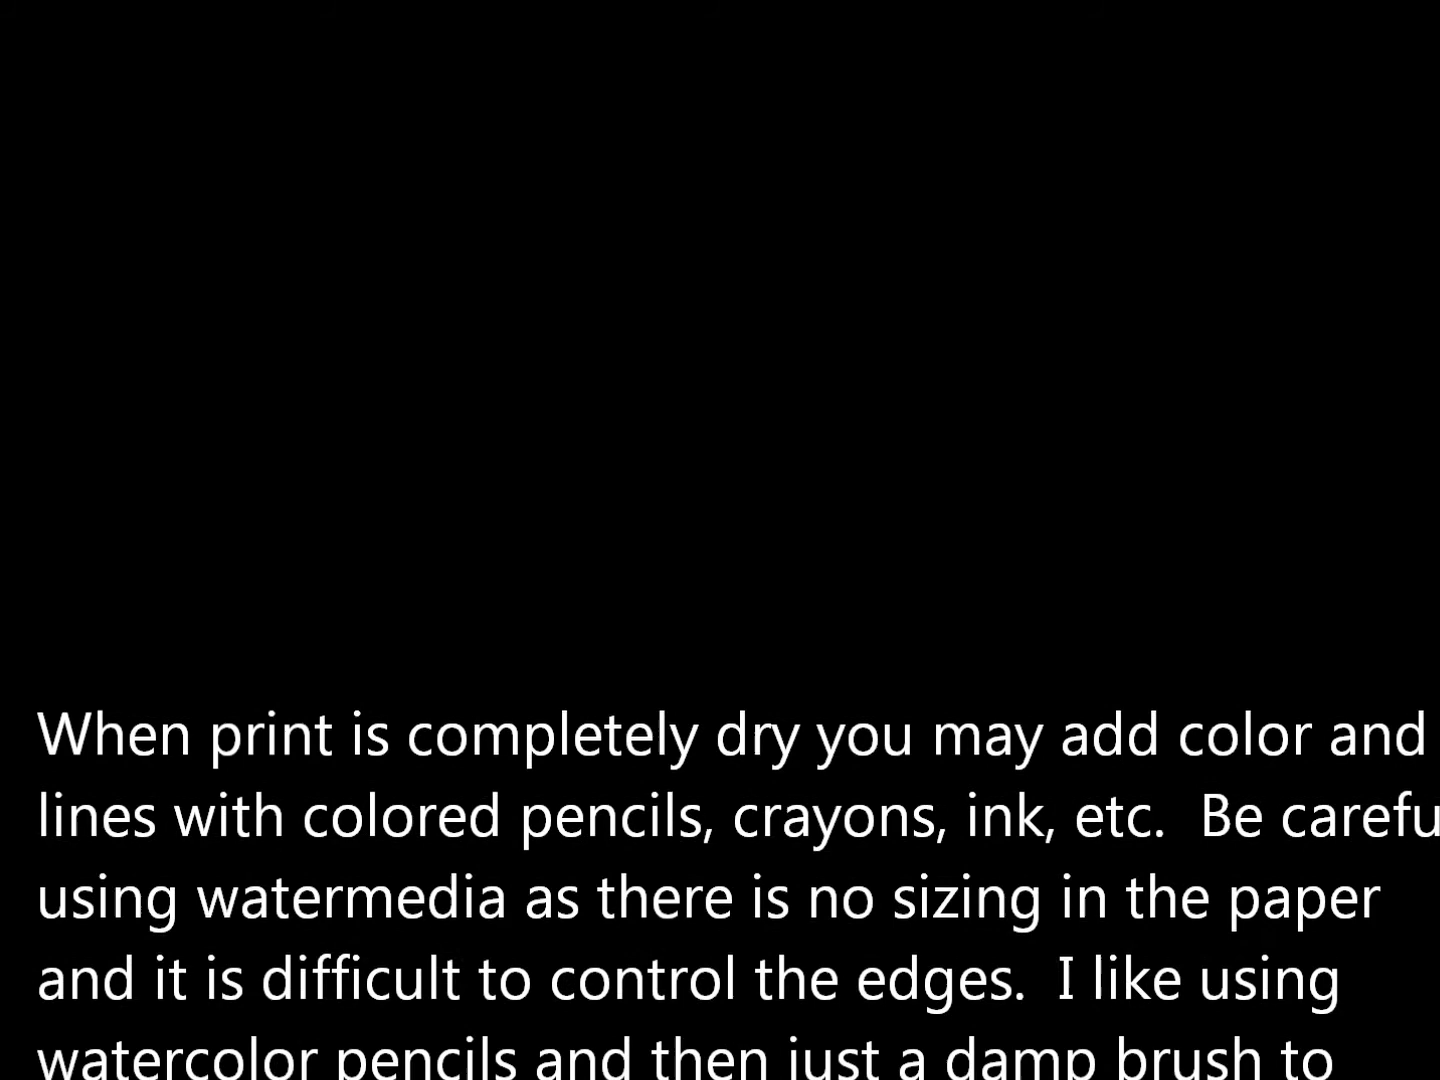 When print is completely dry you may add color and
lines with colored pencils, crayons, ink, etc.  Be carefu
using watermedia as there is no sizing in the paper
and it is difficult to control the edges.  I like using
watercolor pencils and then just a damp brush to